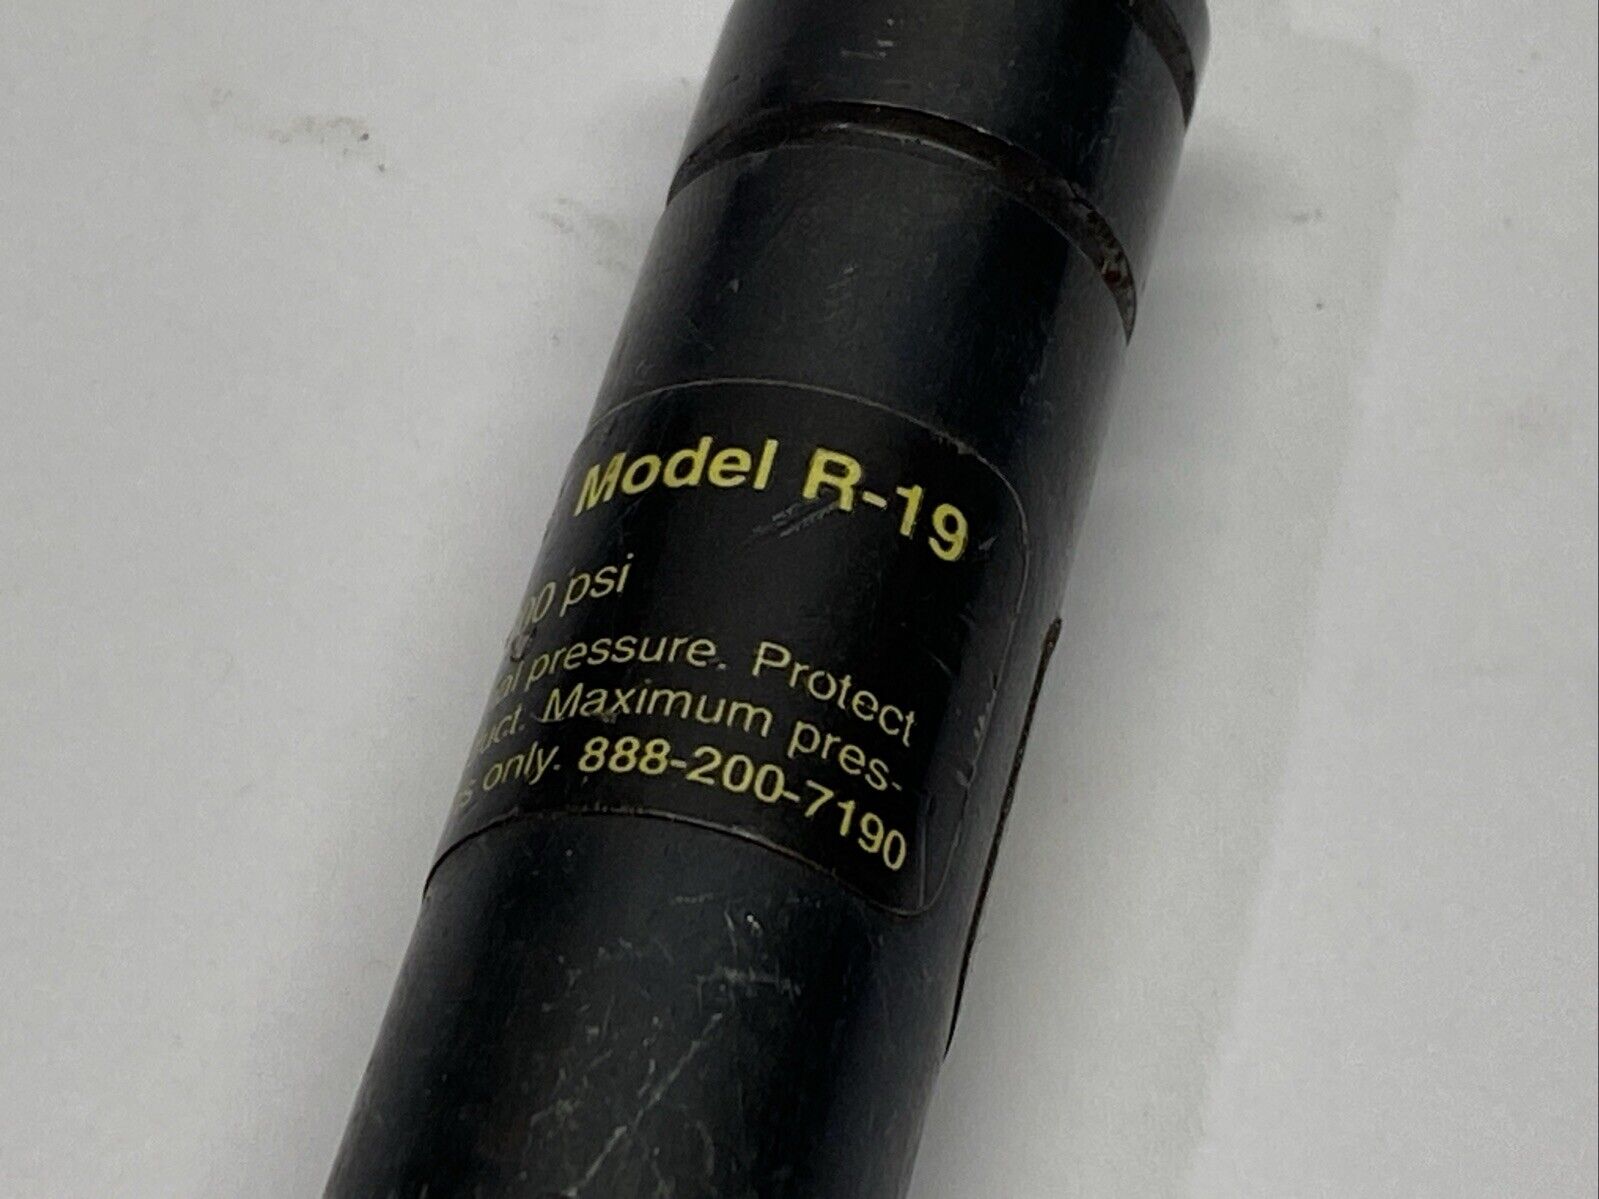 Model R-19
psi
pressure. Protect
Maximum pres-
only. 888-200-7190